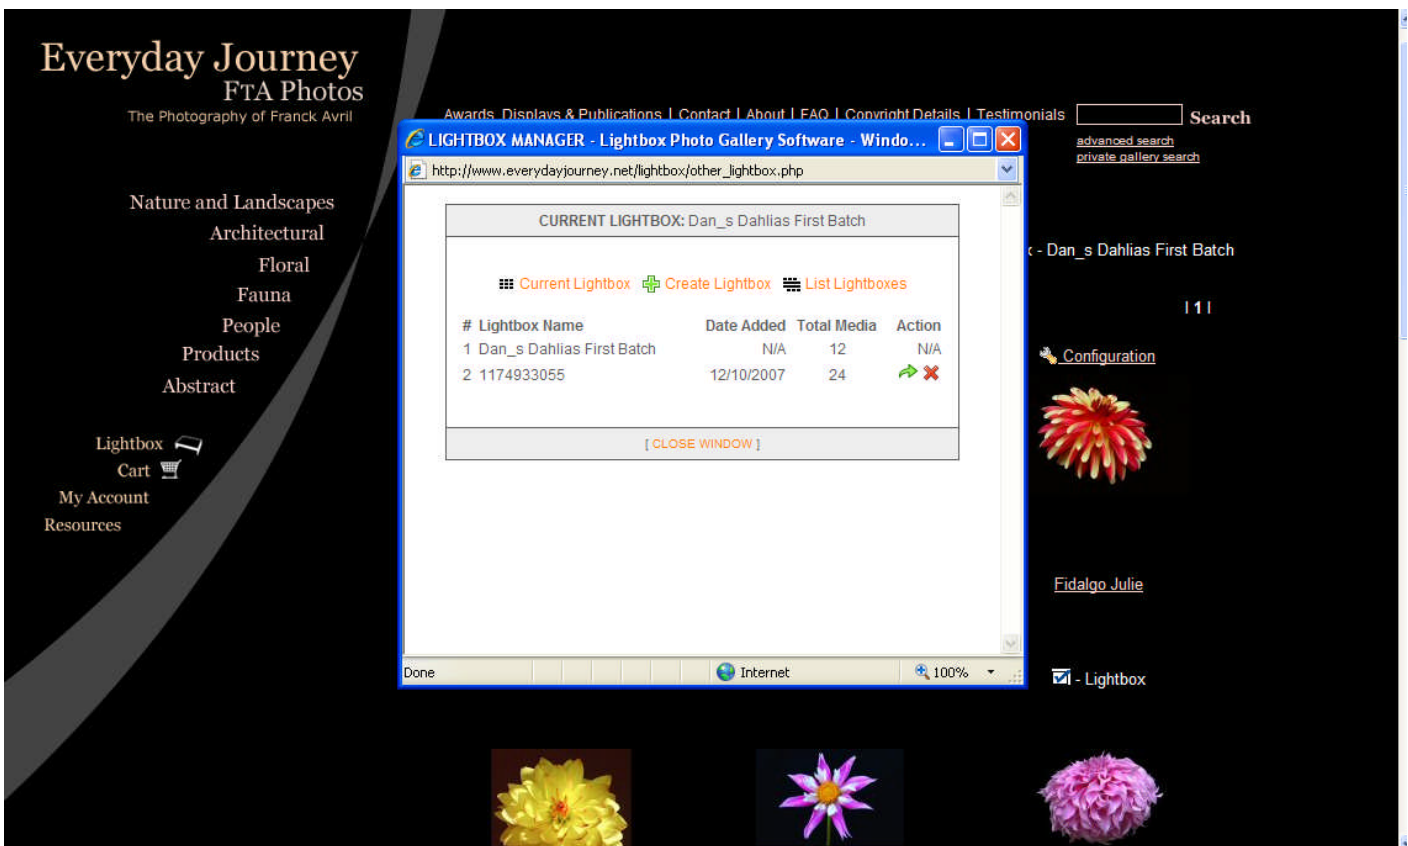 Everyday Journey
FTA Photos
The Photography of Franck Avril
Awards, Displays & Publications | Contact | About | FAQ | Copyright Details | Testimonials
Search
advanced search
private gallery search
Nature and Landscapes
Architectural
Floral
Fauna
People
Products
Abstract
Lightbox
Cart
My Account
Resources
LIGHTBOX MANAGER - Lightbox Photo Gallery Software - Windo...
http://www.everydayjourney.net/lightbox/other_lightbox.php
CURRENT LIGHTBOX: Dan_s Dahlias First Batch
Current Lightbox Create Lightbox List Lightboxes
# Lightbox Name Date Added Total Media Action
1 Dan_s Dahlias First Batch N/A 12 N/A
2 1174933055 12/10/2007 24
[ CLOSE WINDOW ]
Done Internet 100%
- Dan_s Dahlias First Batch
| 1 |
Configuration
Fidalgo Julie
- Lightbox